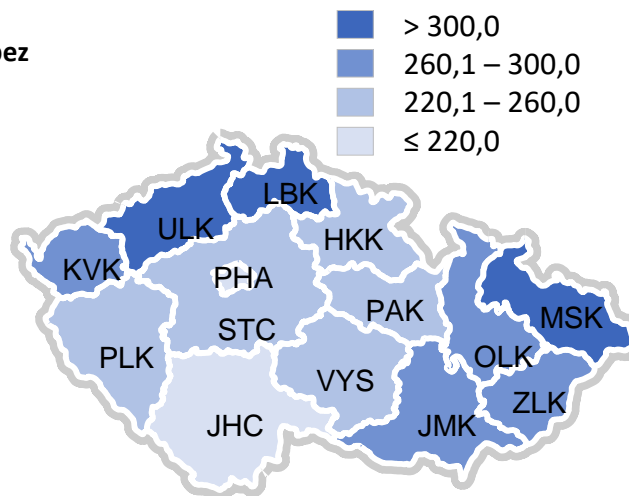 bez
> 300,0
260,1 – 300,0
220,1 – 260,0
≤ 220,0
LBK
ULK
HKK
KVK
PHA
PAK
MSK
STC
PLK
OLK
VYS
ZLK
JHC
JMK